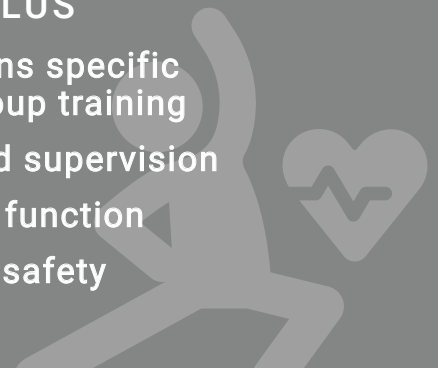 LUS
ns specific
oup training
d supervision
function
safety